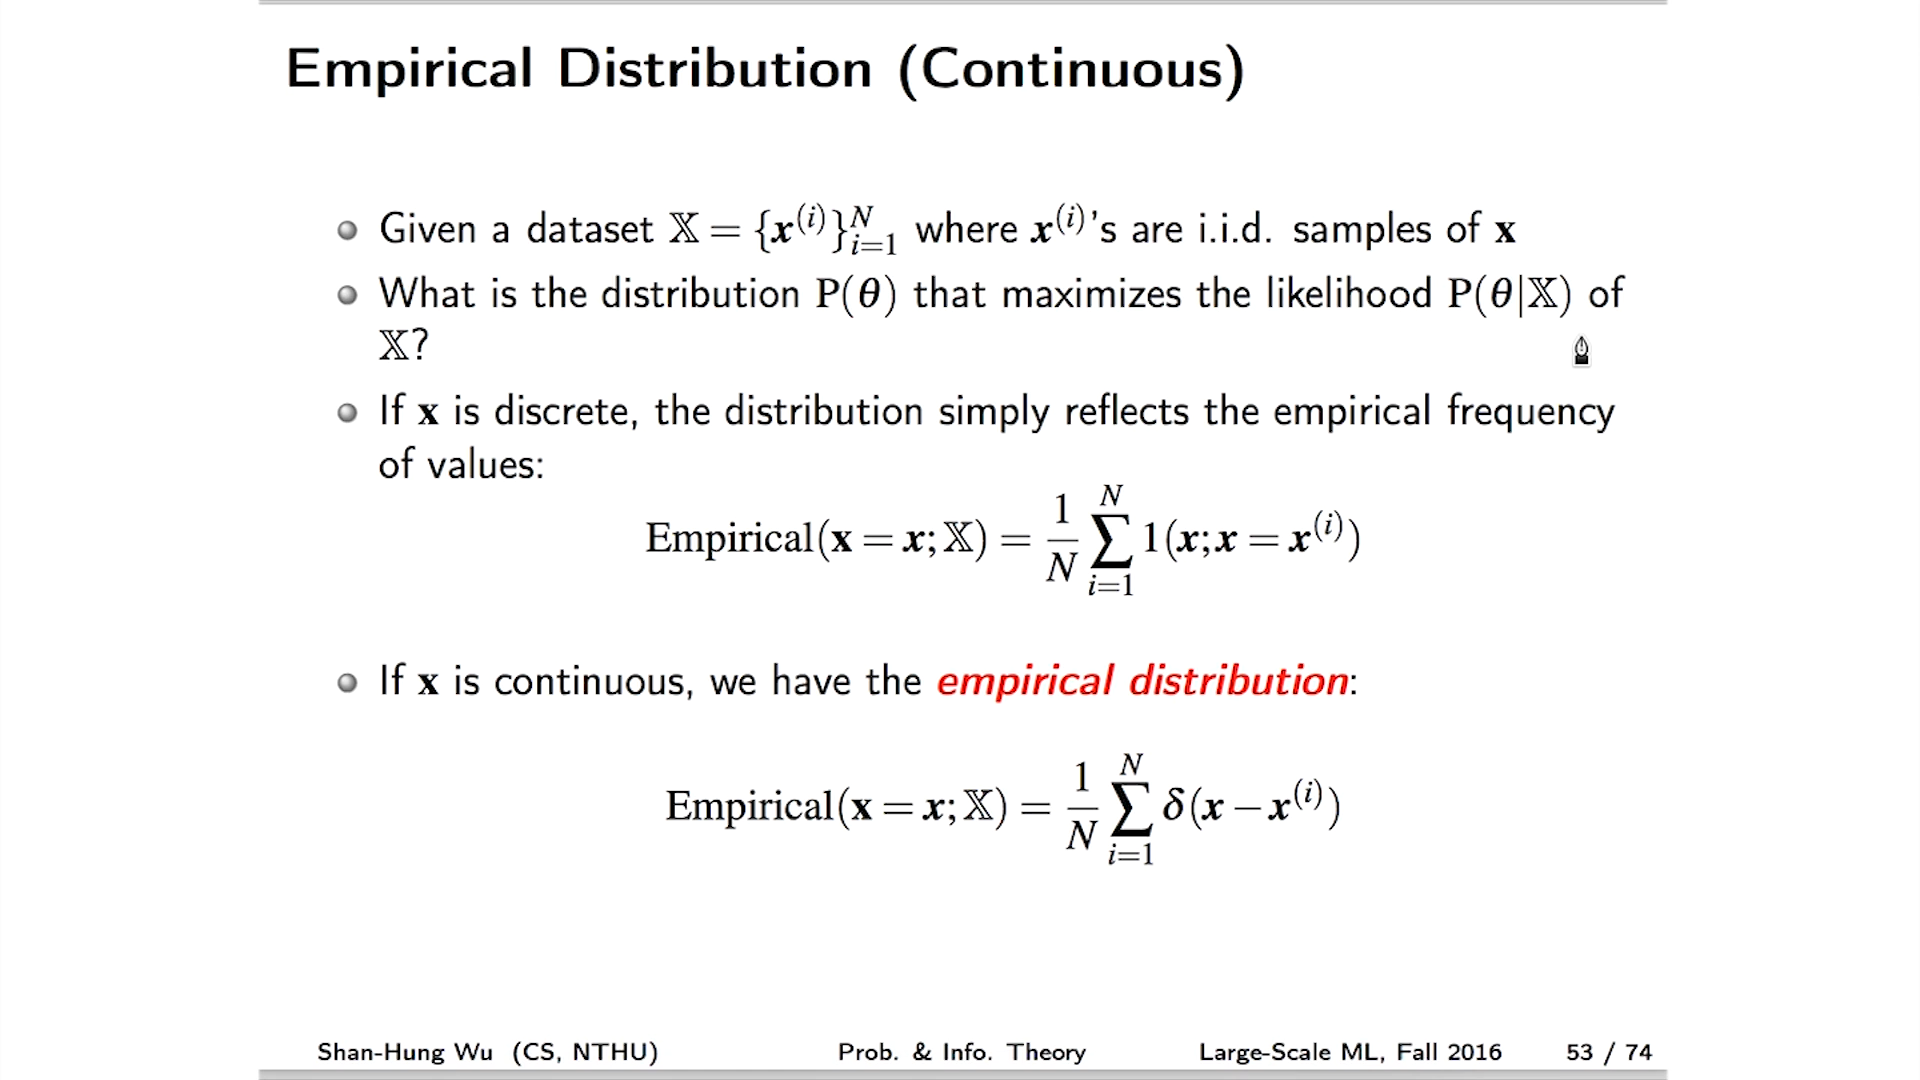 Empirical Distribution (Continuous)
Given a dataset 𝕏 = {x^(i)}_{i=1}^N where x^(i)'s are i.i.d. samples of x
What is the distribution P(θ) that maximizes the likelihood P(θ|𝕏) of
𝕏?
If x is discrete, the distribution simply reflects the empirical frequency
of values:
Empirical(x = x; 𝕏) = 1/N ∑_{i=1}^N 1(x; x = x^(i))
If x is continuous, we have the empirical distribution:
Empirical(x = x; 𝕏) = 1/N ∑_{i=1}^N δ(x − x^(i))
Shan-Hung Wu (CS, NTHU) Prob. & Info. Theory Large-Scale ML, Fall 2016 53 / 74